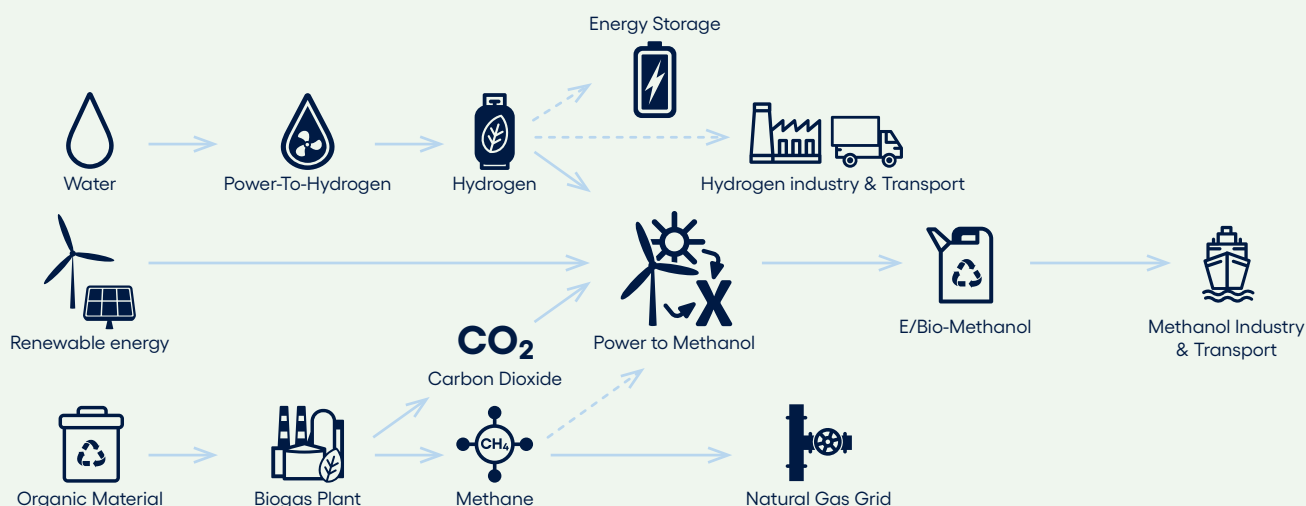 Energy Storage
Water
Power-To-Hydrogen
Hydrogen
Hydrogen industry & Transport
Renewable energy
CO₂
Carbon Dioxide
Power to Methanol
X
E/Bio-Methanol
Methanol Industry
& Transport
Organic Material
Biogas Plant
CH₄
Methane
Natural Gas Grid